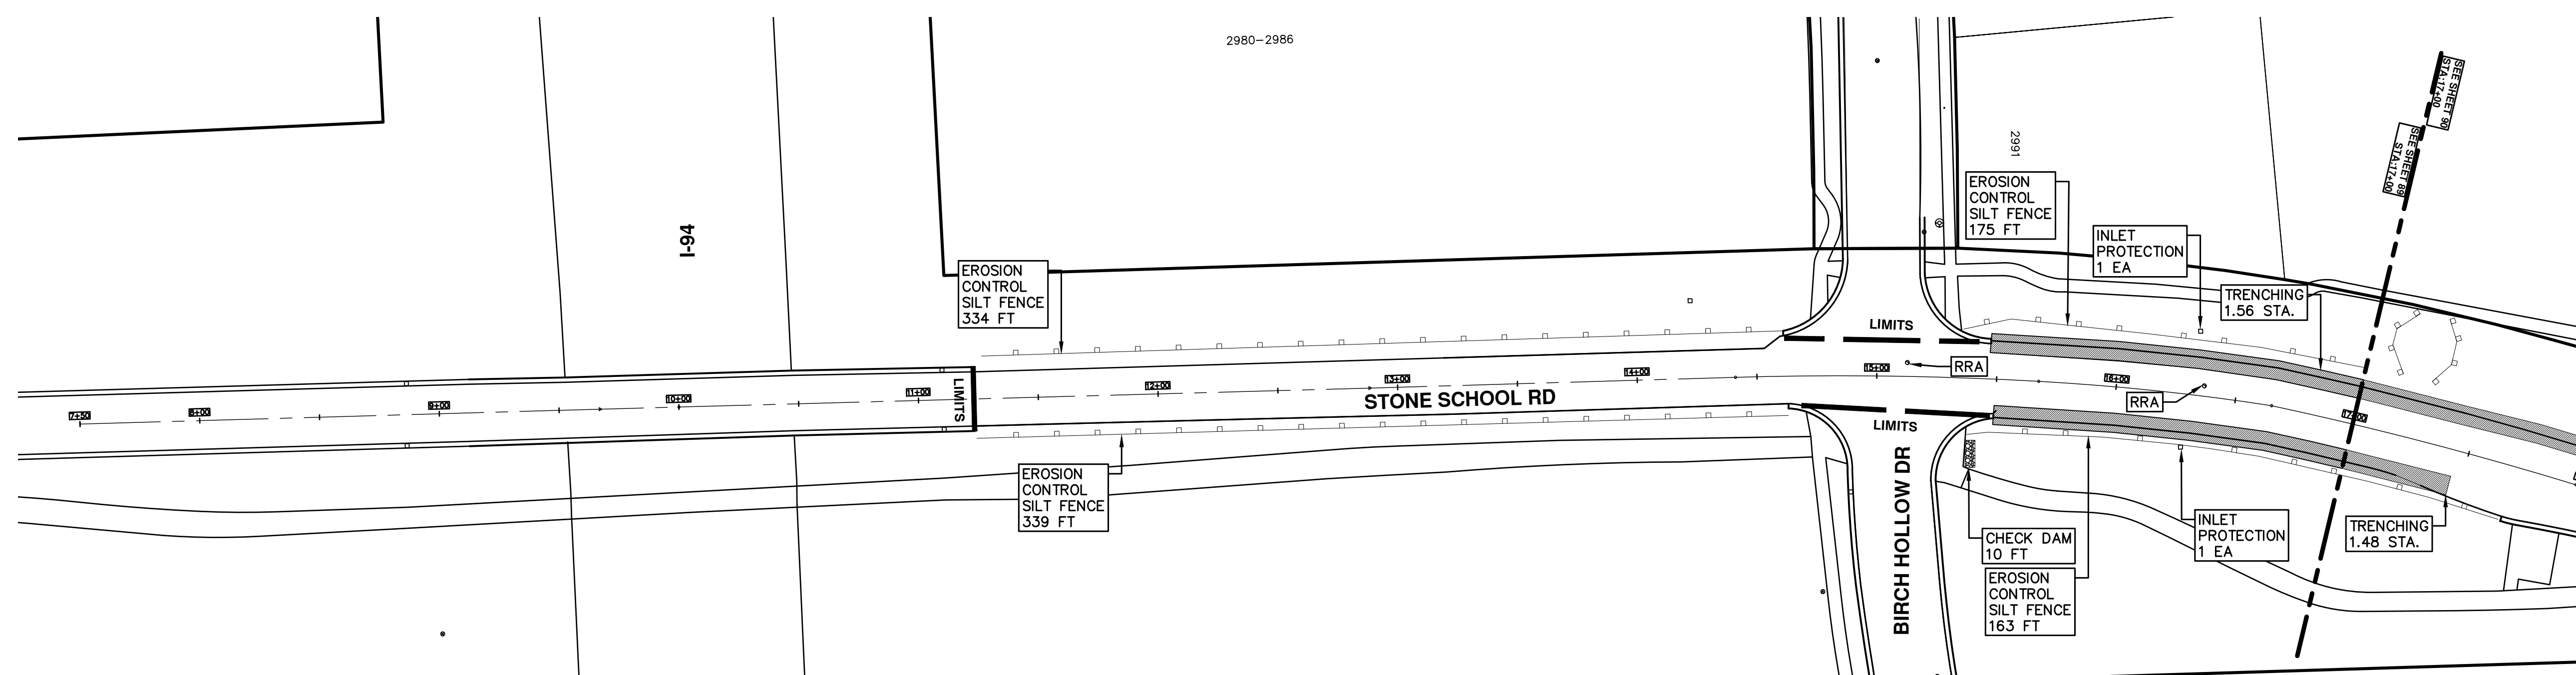 2980-2986
SEE SHEET 90
STA:17+00
SEE SHEET 89
STA:17+00
2991
EROSION
CONTROL
SILT FENCE
175 FT
INLET
PROTECTION
1 EA
I-94
EROSION
CONTROL
SILT FENCE
334 FT
TRENCHING
1.56 STA.
LIMITS
RRA
LIMITS
7+50
8+00
9+00
10+00
11+00
12+00
13+00
14+00
15+00
16+00
17+00
STONE SCHOOL RD
RRA
LIMITS
EROSION
CONTROL
SILT FENCE
339 FT
BIRCH HOLLOW DR
CHECK DAM
10 FT
INLET
PROTECTION
1 EA
TRENCHING
1.48 STA.
EROSION
CONTROL
SILT FENCE
163 FT